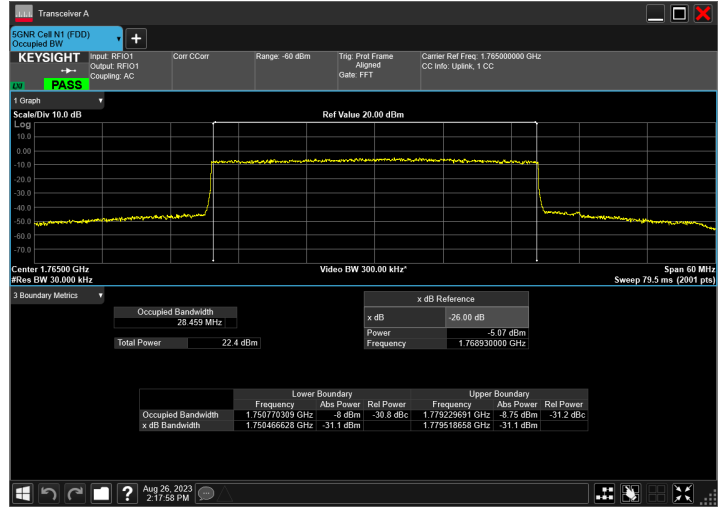 Transceiver A
5GNR Cell N1 (FDD)
Occupied BW
KEYSIGHT
LXI
PASS
Input: RFIO1
Output: RFIO1
Coupling: AC
Corr CCorr
Range: -60 dBm
Trig: Prot Frame
Aligned
Gate: FFT
Carrier Ref Freq: 1.765000000 GHz
CC Info: Uplink, 1 CC
1 Graph
Scale/Div 10.0 dB
Ref Value 20.00 dBm
Log
10.0
0.00
-10.0
-20.0
-30.0
-40.0
-50.0
-60.0
-70.0
Center 1.76500 GHz
Video BW 300.00 kHz*
Span 60 MHz
#Res BW 30.000 kHz
Sweep 79.5 ms (2001 pts)
3 Boundary Metrics
Occupied Bandwidth
28.459 MHz
Total Power 22.4 dBm
x dB Reference
x dB -26.00 dB
Power -5.07 dBm
Frequency 1.768930000 GHz
Lower Boundary Upper Boundary
Frequency Abs Power Rel Power Frequency Abs Power Rel Power
Occupied Bandwidth 1.750770309 GHz -8 dBm -30.8 dBc 1.779229691 GHz -8.75 dBm -31.2 dBc
x dB Bandwidth 1.750466628 GHz -31.1 dBm 1.779518658 GHz -31.1 dBm
?
Aug 26, 2023
2:17:58 PM